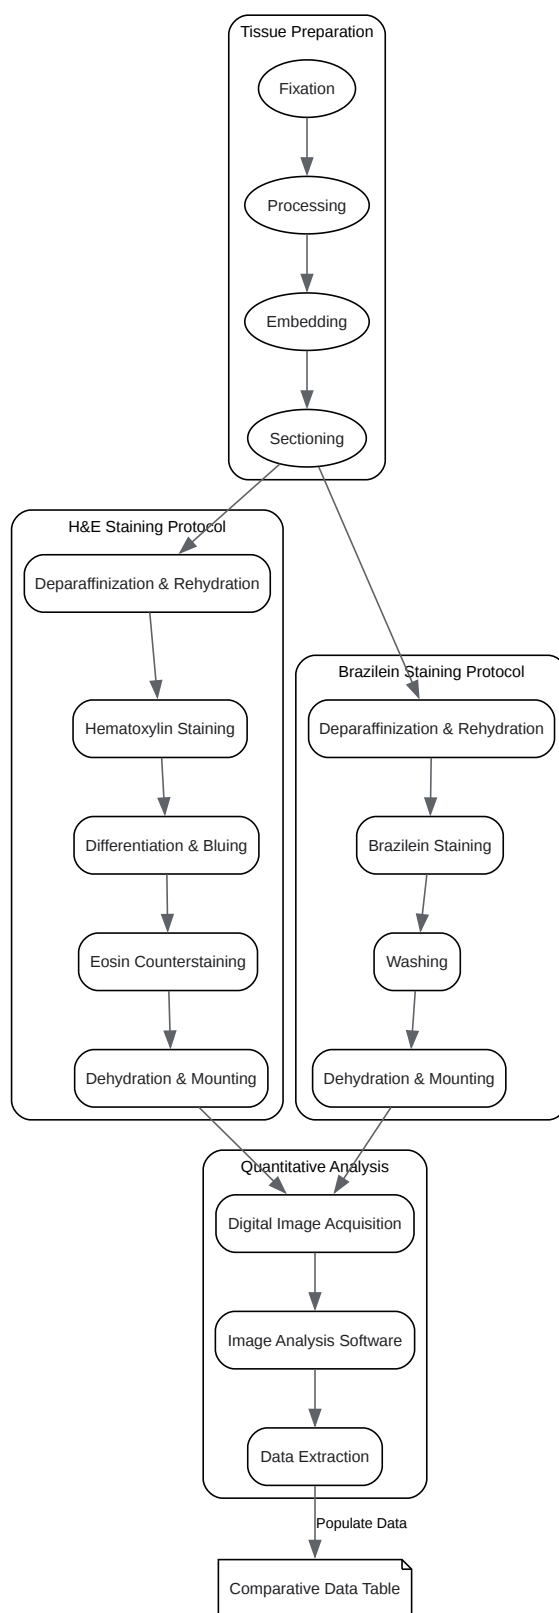 Tissue Preparation
Fixation
Processing
Embedding
Sectioning
H&E Staining Protocol
Deparaffinization & Rehydration
Hematoxylin Staining
Differentiation & Bluing
Eosin Counterstaining
Dehydration & Mounting
Brazilein Staining Protocol
Deparaffinization & Rehydration
Brazilein Staining
Washing
Dehydration & Mounting
Quantitative Analysis
Digital Image Acquisition
Image Analysis Software
Data Extraction
Populate Data
Comparative Data Table